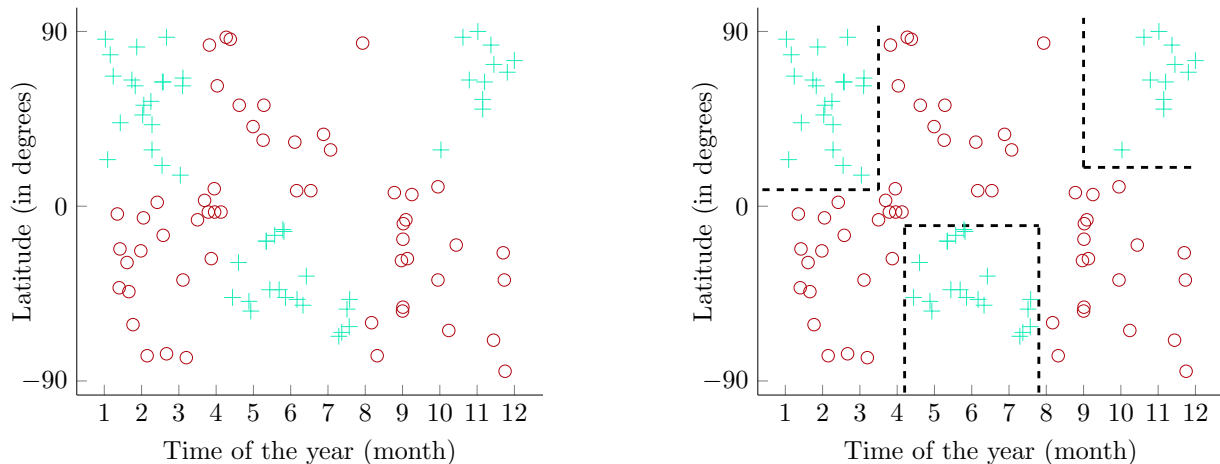 90
0
−90
Latitude (in degrees)
1 2 3 4 5 6 7 8 9 10 11 12
Time of the year (month)
90
0
−90
Latitude (in degrees)
1 2 3 4 5 6 7 8 9 10 11 12
Time of the year (month)